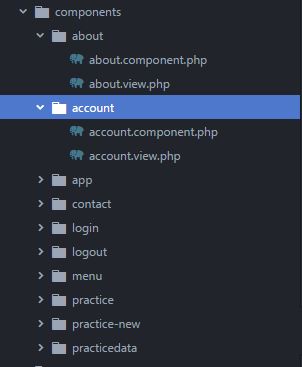 components
about
about.component.php
about.view.php
account
account.component.php
account.view.php
app
contact
login
logout
menu
practice
practice-new
practicedata